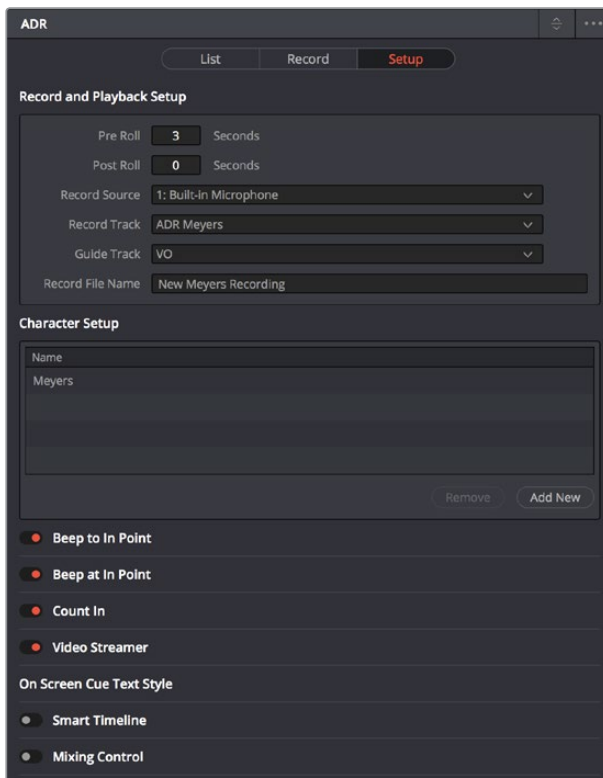 ADR
List Record Setup
Record and Playback Setup
Pre Roll 3 Seconds
Post Roll 0 Seconds
Record Source 1: Built-in Microphone
Record Track ADR Meyers
Guide Track VO
Record File Name New Meyers Recording
Character Setup
Name
Meyers
Remove Add New
Beep to In Point
Beep at In Point
Count In
Video Streamer
On Screen Cue Text Style
Smart Timeline
Mixing Control